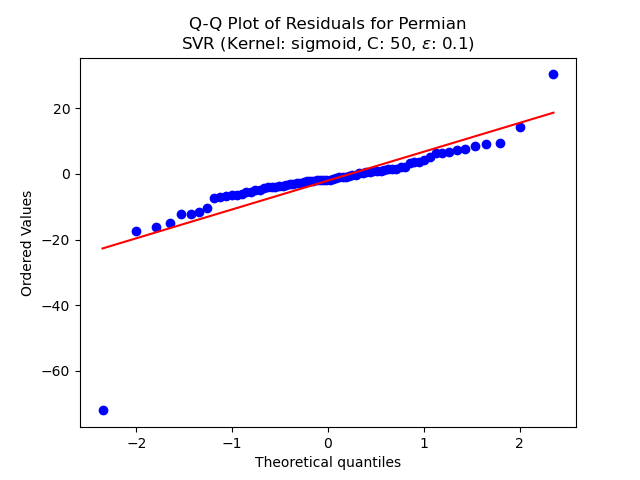 Q-Q Plot of Residuals for Permian
SVR (Kernel: sigmoid, C: 50, ε: 0.1)
20
0
−20
−40
−60
Ordered Values
−2
−1
0
1
2
Theoretical quantiles